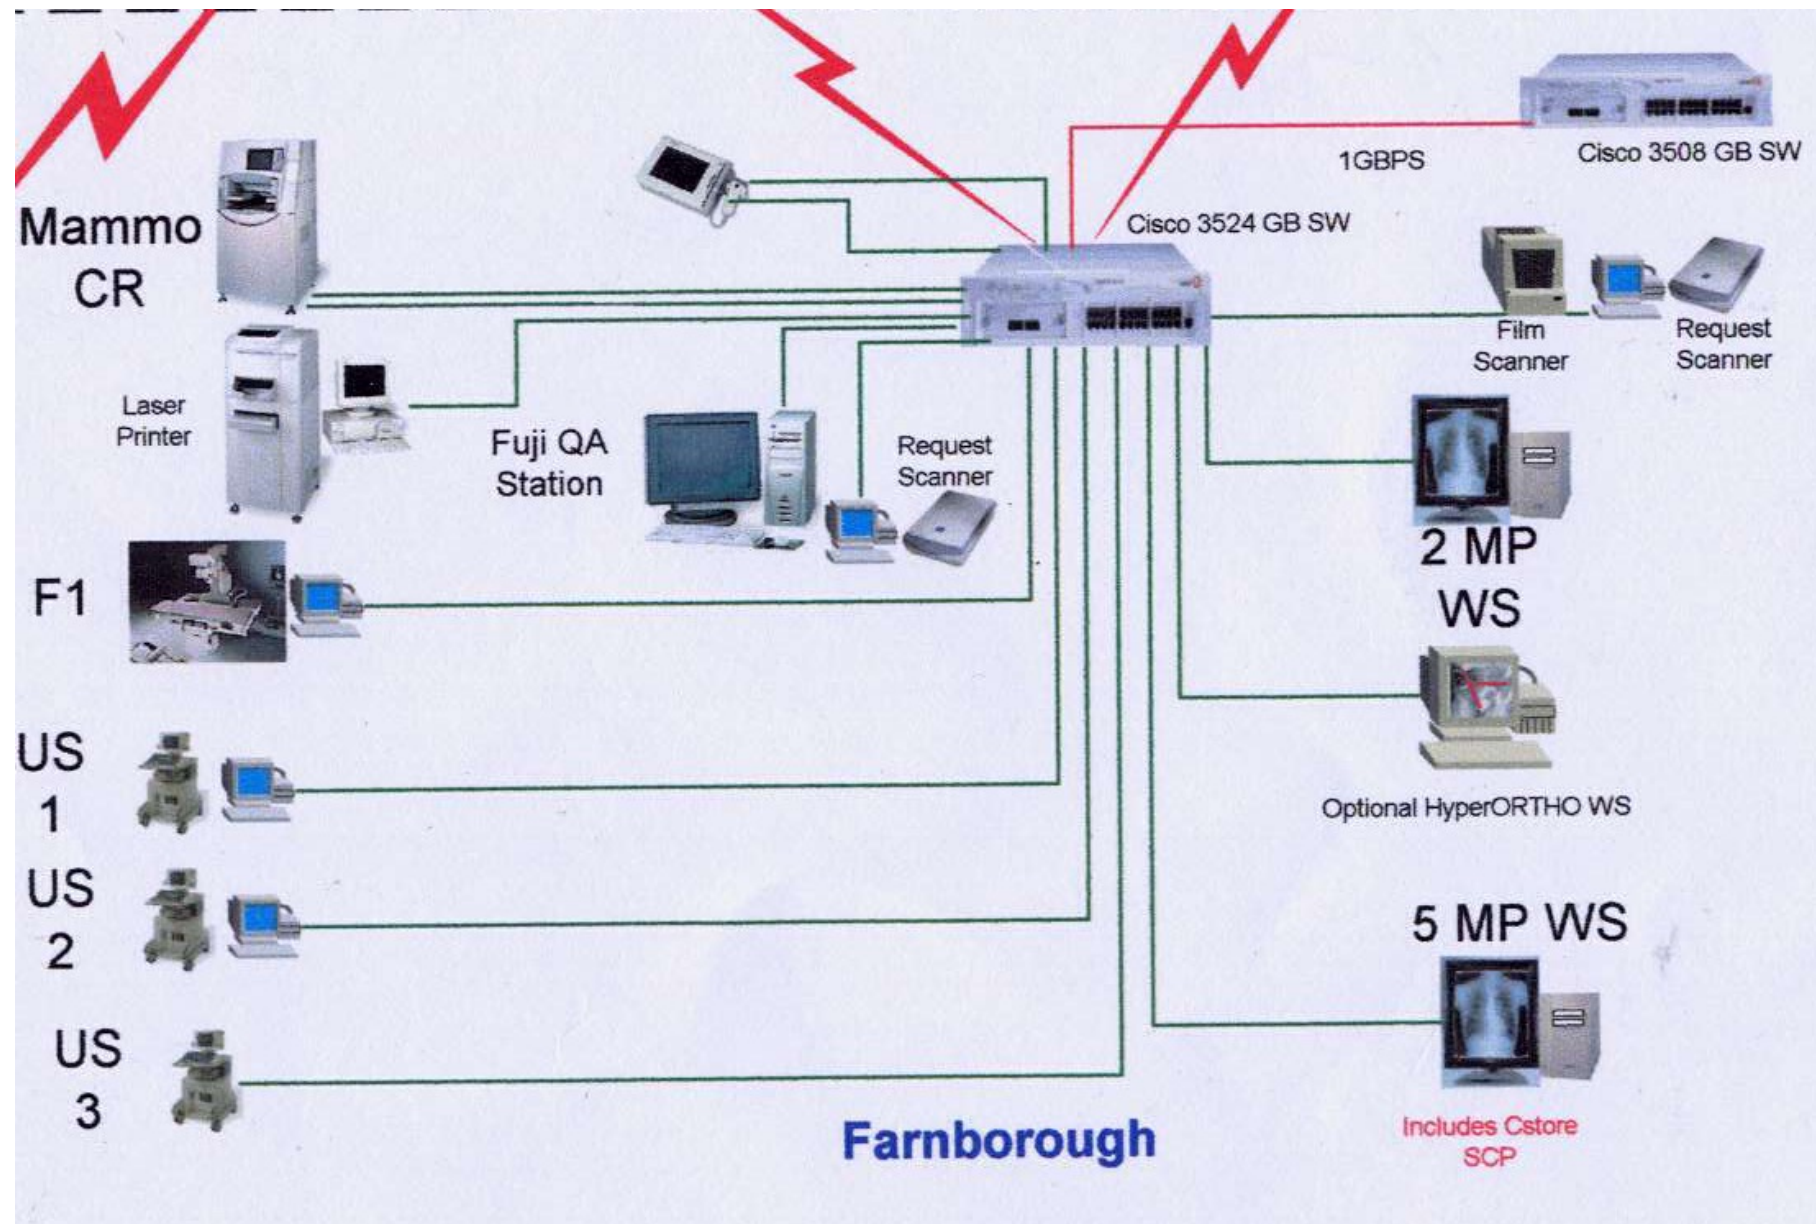 1GBPS
Cisco 3508 GB SW
Mammo
CR
Cisco 3524 GB SW
Film
Scanner
Request
Scanner
Laser
Printer
Fuji QA
Station
Request
Scanner
2 MP
WS
F1
US
1
Optional HyperORTHO WS
US
2
5 MP WS
US
3
Farnborough
Includes Cstore
SCP